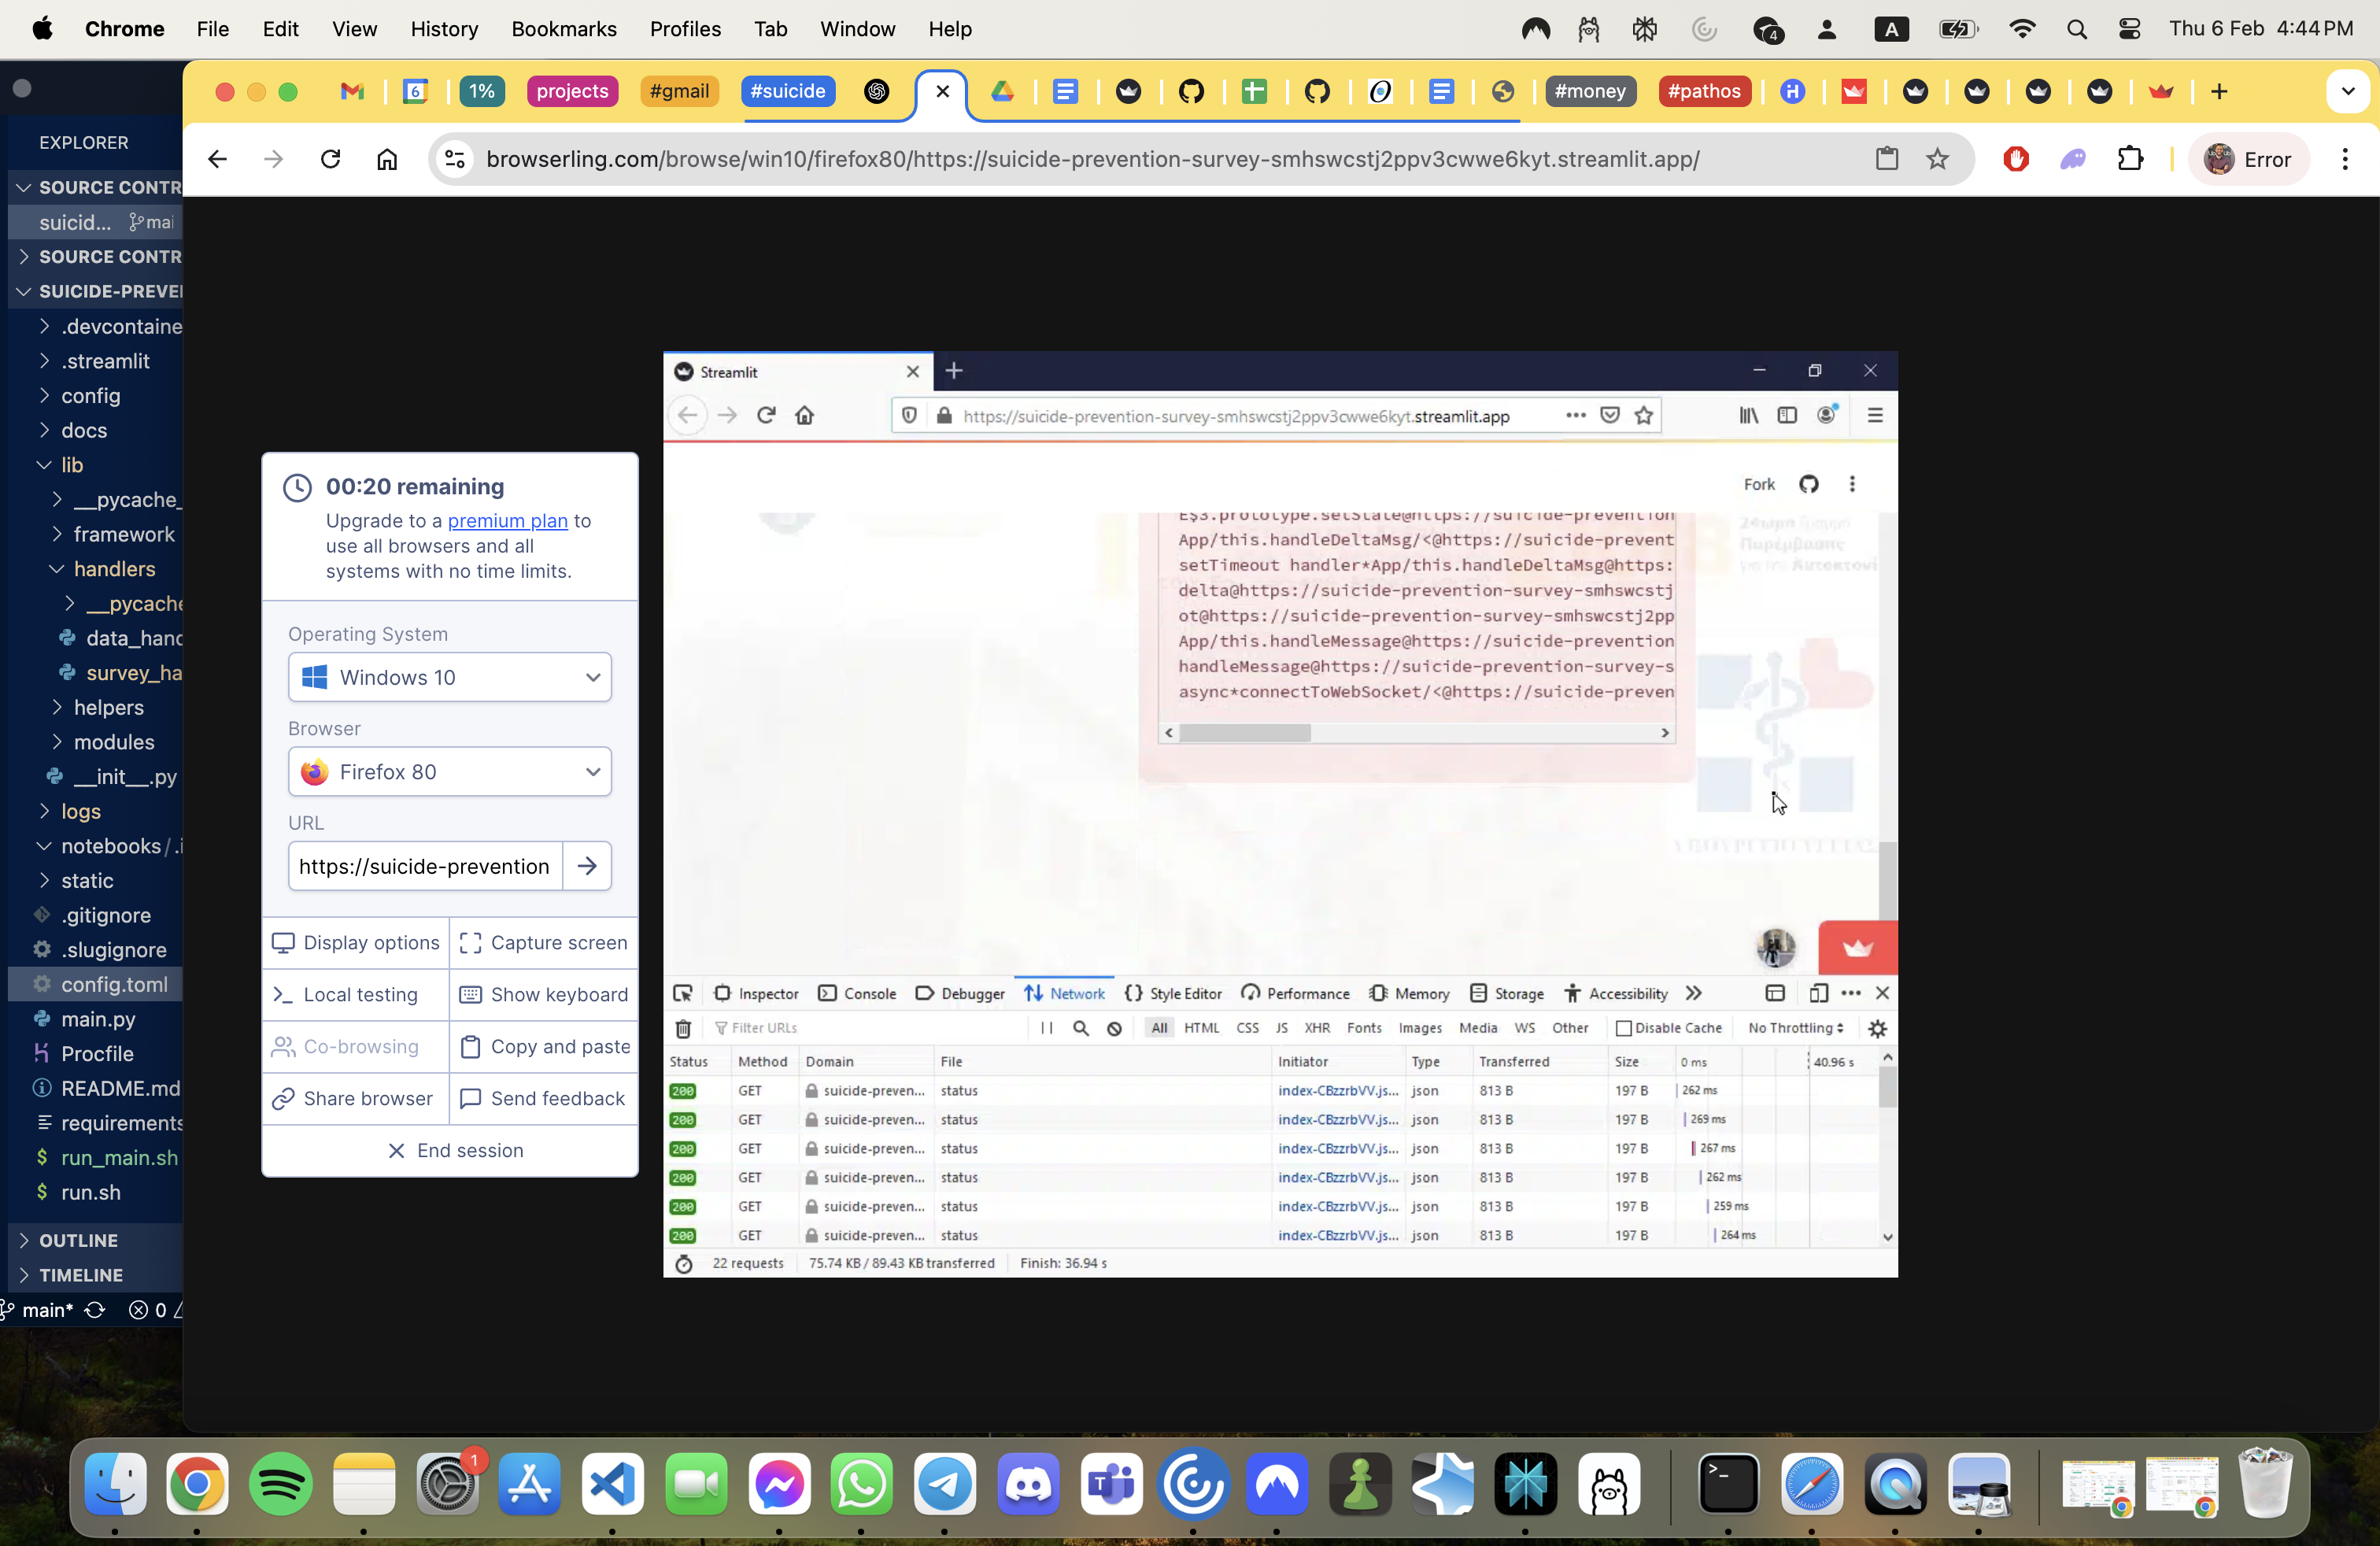 Chrome File Edit View History Bookmarks Profiles Tab Window Help
4 A Thu 6 Feb 4:44 PM
6 1% projects #gmail #suicide #money #pathos
browserling.com/browse/win10/firefox80/https://suicide-prevention-survey-smhswcstj2ppv3cwwe6kyt.streamlit.app/
Error
EXPLORER
SOURCE CONTR
suicid... mai
SOURCE CONTR
SUICIDE-PREVE
.devcontaine
.streamlit
config
docs
lib
__pycache_
framework
handlers
__pycache
data_hand
survey_ha
helpers
modules
__init__.py
logs
notebooks/.i
static
.gitignore
.slugignore
config.toml
main.py
Procfile
README.md
requirements
$ run_main.sh
$ run.sh
OUTLINE
TIMELINE
main* 0
00:20 remaining
Upgrade to a premium plan to
use all browsers and all
systems with no time limits.
Operating System
Windows 10
Browser
Firefox 80
URL
https://suicide-prevention
Display options Capture screen
Local testing Show keyboard
Co-browsing Copy and paste
Share browser Send feedback
End session
Streamlit
https://suicide-prevention-survey-smhswcstj2ppv3cwwe6kyt.streamlit.app
Fork
E$3.prototype.setState@https://suicide-prevention
App/this.handleDeltaMsg/<@https://suicide-prevent
setTimeout handler*App/this.handleDeltaMsg@https:
delta@https://suicide-prevention-survey-smhswcstj
ot@https://suicide-prevention-survey-smhswcstj2pp
App/this.handleMessage@https://suicide-prevention
handleMessage@https://suicide-prevention-survey-s
async*connectToWebSocket/<@https://suicide-preven
24ωρη Γραμμή
Παρέμβασης
για την Αυτοκτονί
ΥΠΟΥΡΓΕΙΟ ΥΓΕΙΑΣ
Inspector Console Debugger Network Style Editor Performance Memory Storage Accessibility
Filter URLs All HTML CSS JS XHR Fonts Images Media WS Other Disable Cache No Throttling
Status Method Domain File Initiator Type Transferred Size 0 ms 40.96 s
200 GET suicide-preven... status index-CBzzrbVV.js... json 813 B 197 B 262 ms
200 GET suicide-preven... status index-CBzzrbVV.js... json 813 B 197 B 269 ms
200 GET suicide-preven... status index-CBzzrbVV.js... json 813 B 197 B 267 ms
200 GET suicide-preven... status index-CBzzrbVV.js... json 813 B 197 B 262 ms
200 GET suicide-preven... status index-CBzzrbVV.js... json 813 B 197 B 259 ms
200 GET suicide-preven... status index-CBzzrbVV.js... json 813 B 197 B 264 ms
22 requests 75.74 KB / 89.43 KB transferred Finish: 36.94 s
1